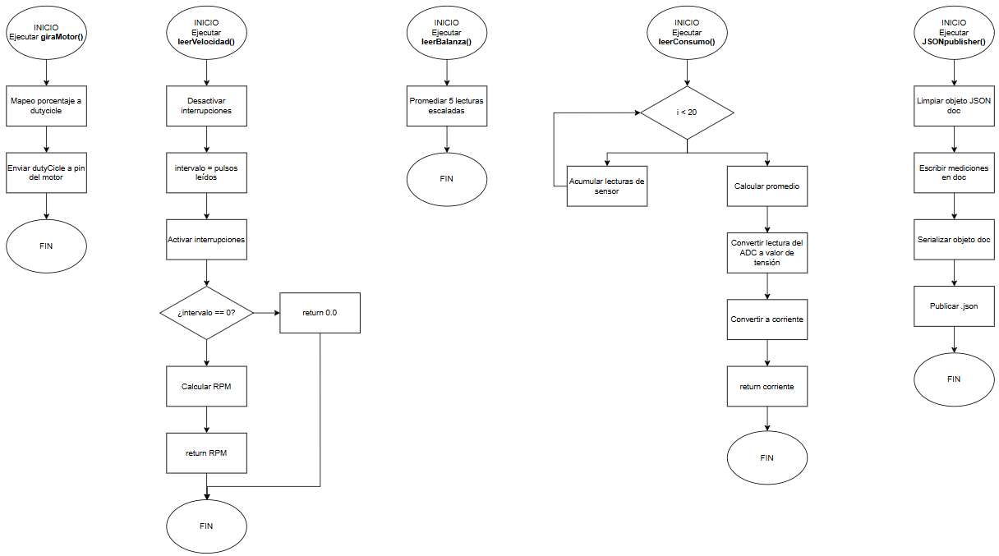 INICIO
Ejecutar giraMotor()
Mapeo porcentaje a
dutycicle
Enviar dutyCicle a pin
del motor
FIN
INICIO
Ejecutar
leerVelocidad()
Desactivar
interrupciones
intervalo = pulsos
leídos
Activar interrupciones
¿intervalo == 0?
return 0.0
Calcular RPM
return RPM
FIN
INICIO
Ejecutar
leerBalanza()
Promediar 5 lecturas
escaladas
FIN
INICIO
Ejecutar
leerConsumo()
i < 20
Acumular lecturas de
sensor
Calcular promedio
Convertir lectura del
ADC a valor de
tensión
Convertir a corriente
return corriente
FIN
INICIO
Ejecutar
JSONpublisher()
Limpiar objeto JSON
doc
Escribir mediciones
en doc
Serializar objeto doc
Publicar .json
FIN